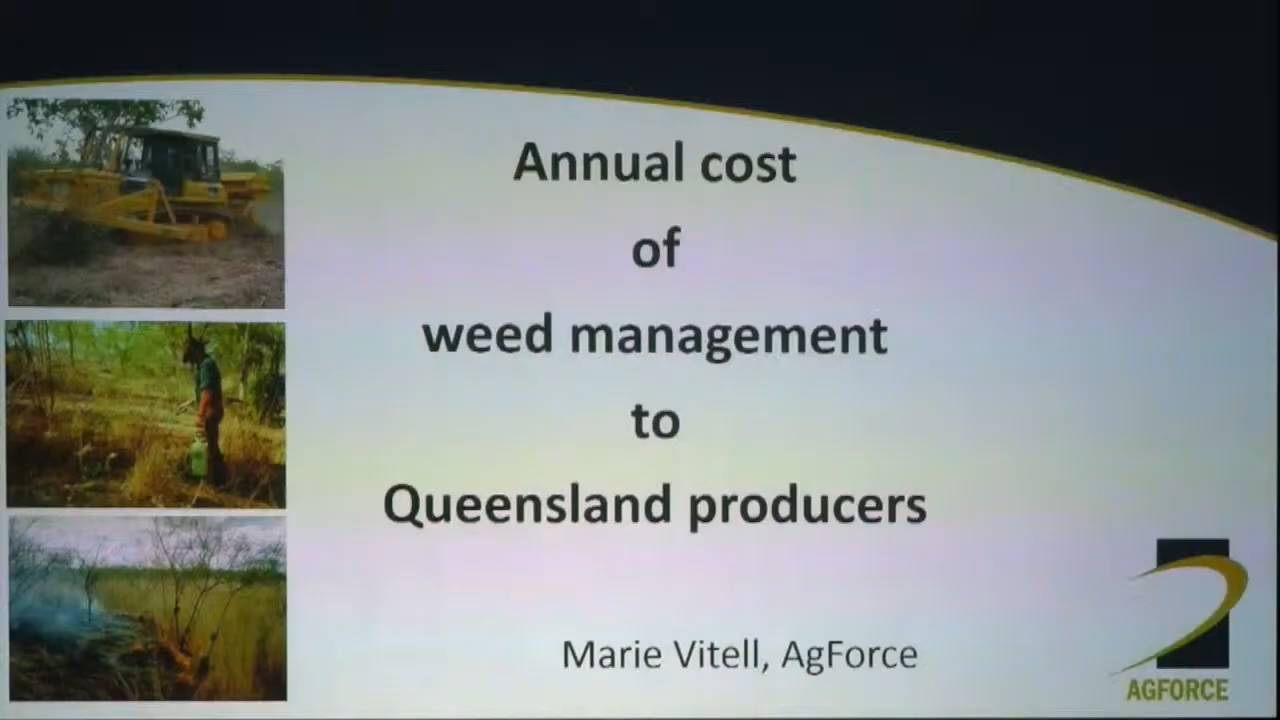 Annual cost
of
weed management
to
Queensland producers
Marie Vitell, AgForce
AGFORCE